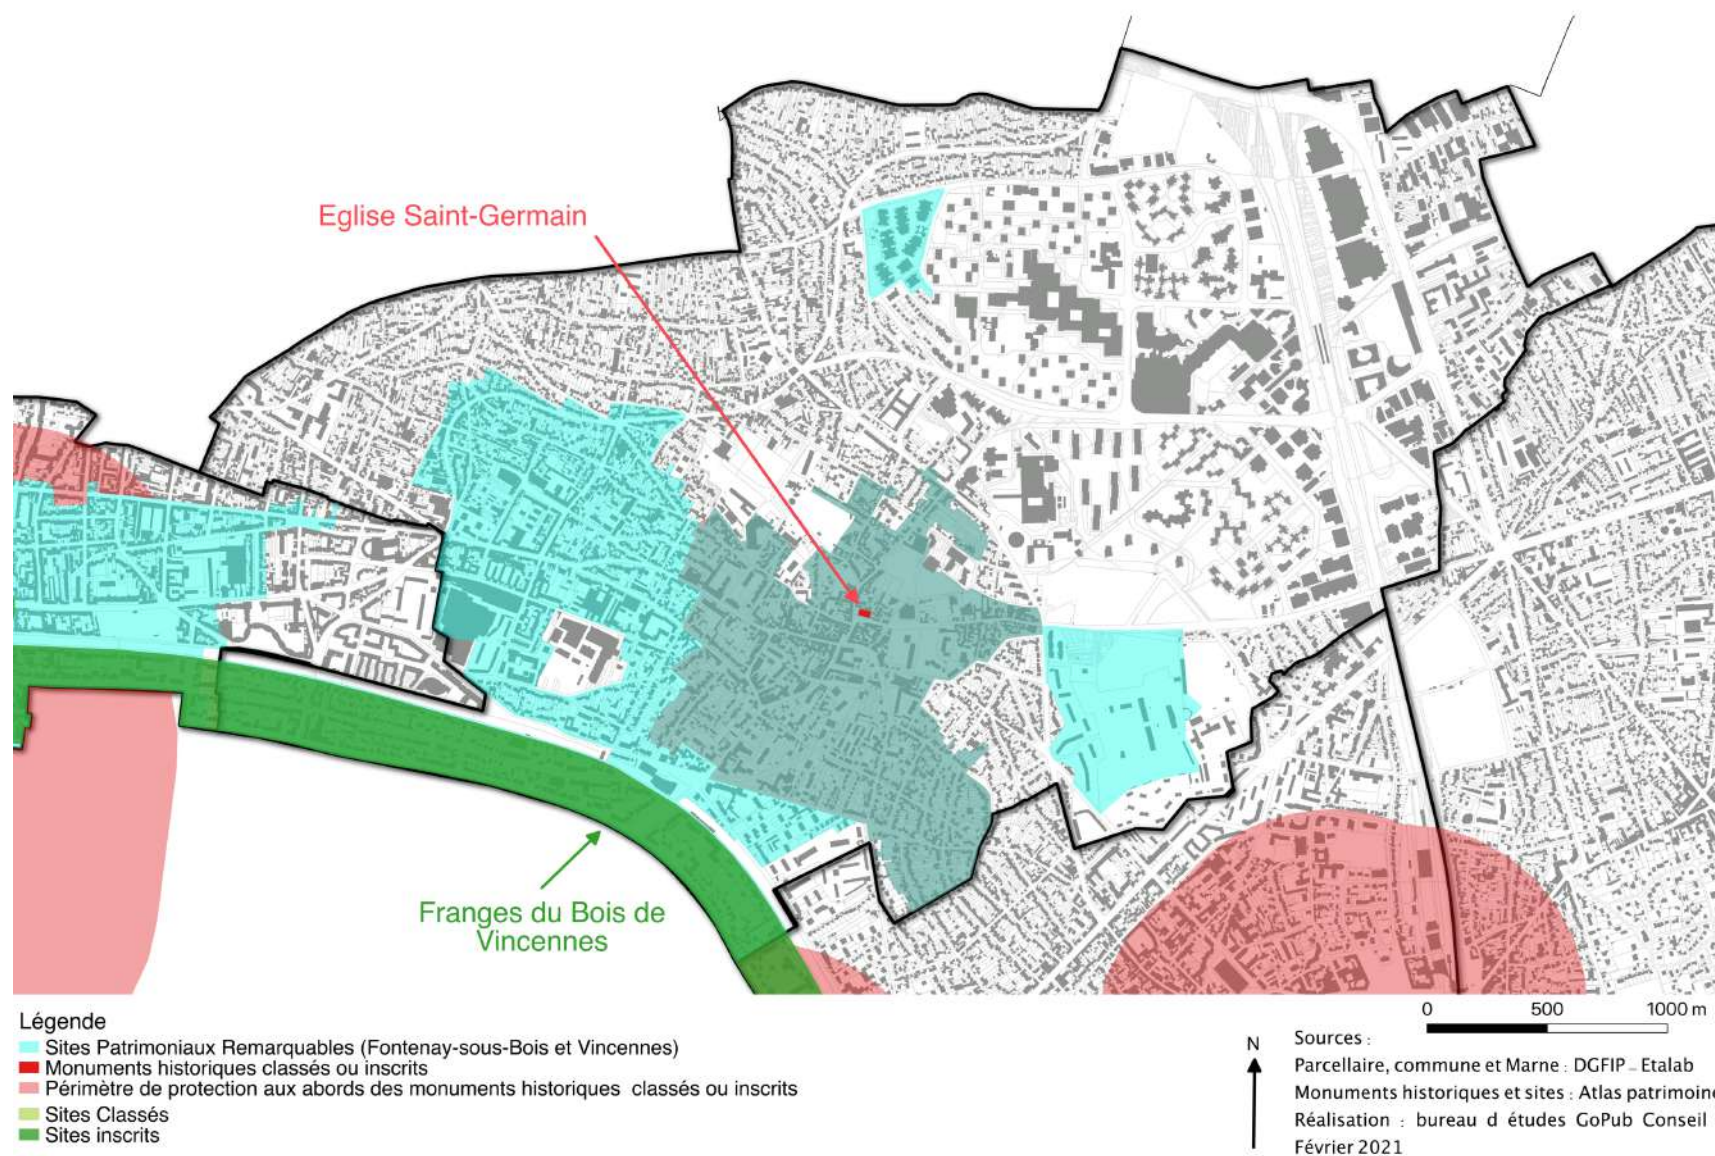 Eglise Saint-Germain
Franges du Bois de
Vincennes
Légende
Sites Patrimoniaux Remarquables (Fontenay-sous-Bois et Vincennes)
Monuments historiques classés ou inscrits
Périmètre de protection aux abords des monuments historiques classés ou inscrits
Sites Classés
Sites inscrits
0 500 1000 m
N
Sources :
Parcellaire, commune et Marne : DGFIP_Etalab
Monuments historiques et sites : Atlas patrimoine
Réalisation : bureau d études GoPub Conseil
Février 2021